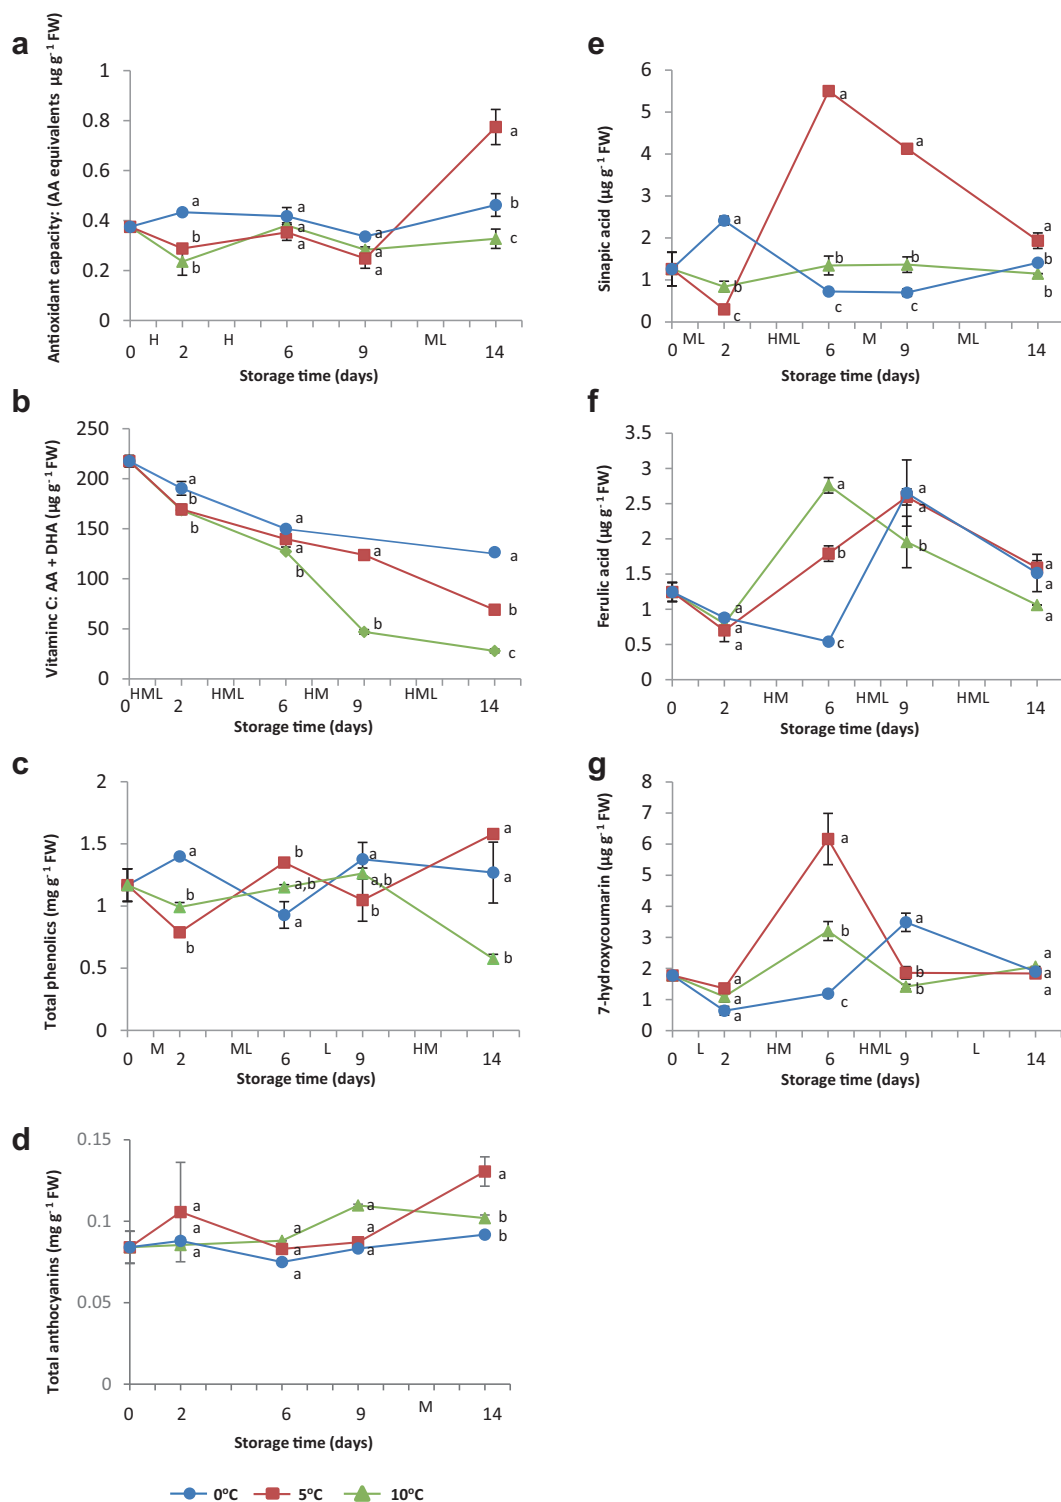 a
Antioxidant capacity: (AA equivalents µg g⁻¹ FW)
1
0.8
0.6
0.4
0.2
0
a
b
b
a
a
a
a
a
a
a
b
c
H
H
ML
0
2
6
9
14
Storage time (days)
b
Vitaminc C: AA + DHA (µg g⁻¹ FW)
250
200
150
100
50
0
a
b
b
a
a
b
a
b
a
b
c
HML
HML
HM
HML
0
2
6
9
14
Storage time (days)
c
Total phenolics (mg g⁻¹ FW)
2
1.5
1
0.5
0
a
b
b
b
a,b
a
a
a,b
b
a
a
b
M
ML
L
HM
0
2
6
9
14
Storage time (days)
d
Total anthocyanins (mg g⁻¹ FW)
0.15
0.1
0.05
0
a
a
a
a
a
a
a
a
a
a
b
b
M
0
2
6
9
14
Storage time (days)
e
Sinapic acid (µg g⁻¹ FW)
6
5
4
3
2
1
0
a
b
c
a
b
c
a
b
c
a
b
b
ML
HML
M
ML
0
2
6
9
14
Storage time (days)
f
Ferulic acid (µg g⁻¹ FW)
3.5
3
2.5
2
1.5
1
0.5
0
a
a
a
a
b
c
a
a
b
a
a
a
HM
HML
HML
0
2
6
9
14
Storage time (days)
g
7-hydroxycoumarin (µg g⁻¹ FW)
8
7
6
5
4
3
2
1
0
a
a
a
a
b
c
a
b
b
a
a
a
L
HM
HML
L
0
2
6
9
14
Storage time (days)
0°C
5°C
10°C